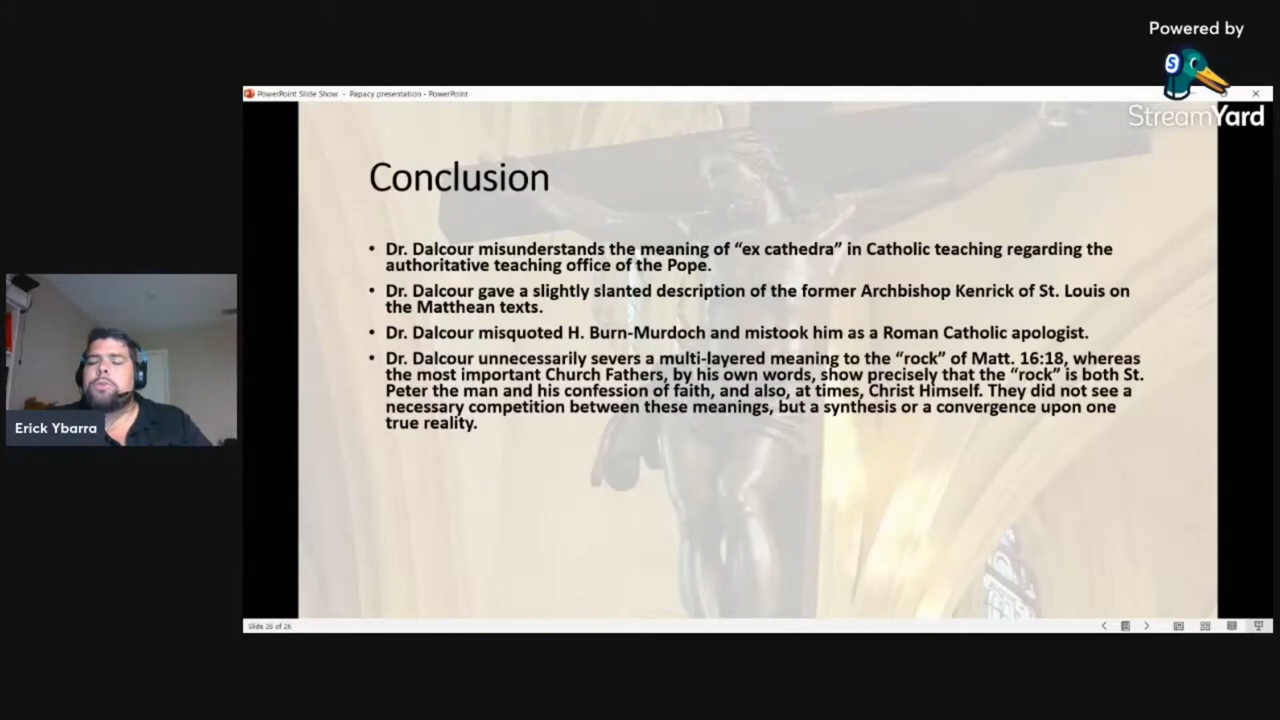 Powered by
StreamYard
PowerPoint Slide Show - Papacy presentation - PowerPoint
Conclusion
• Dr. Dalcour misunderstands the meaning of “ex cathedra” in Catholic teaching regarding the
authoritative teaching office of the Pope.
• Dr. Dalcour gave a slightly slanted description of the former Archbishop Kenrick of St. Louis on
the Matthean texts.
• Dr. Dalcour misquoted H. Burn-Murdoch and mistook him as a Roman Catholic apologist.
• Dr. Dalcour unnecessarily severs a multi-layered meaning to the “rock” of Matt. 16:18, whereas
the most important Church Fathers, by his own words, show precisely that the “rock” is both St.
Peter the man and his confession of faith, and also, at times, Christ Himself. They did not see a
necessary competition between these meanings, but a synthesis or a convergence upon one
true reality.
Erick Ybarra
Slide 26 of 26